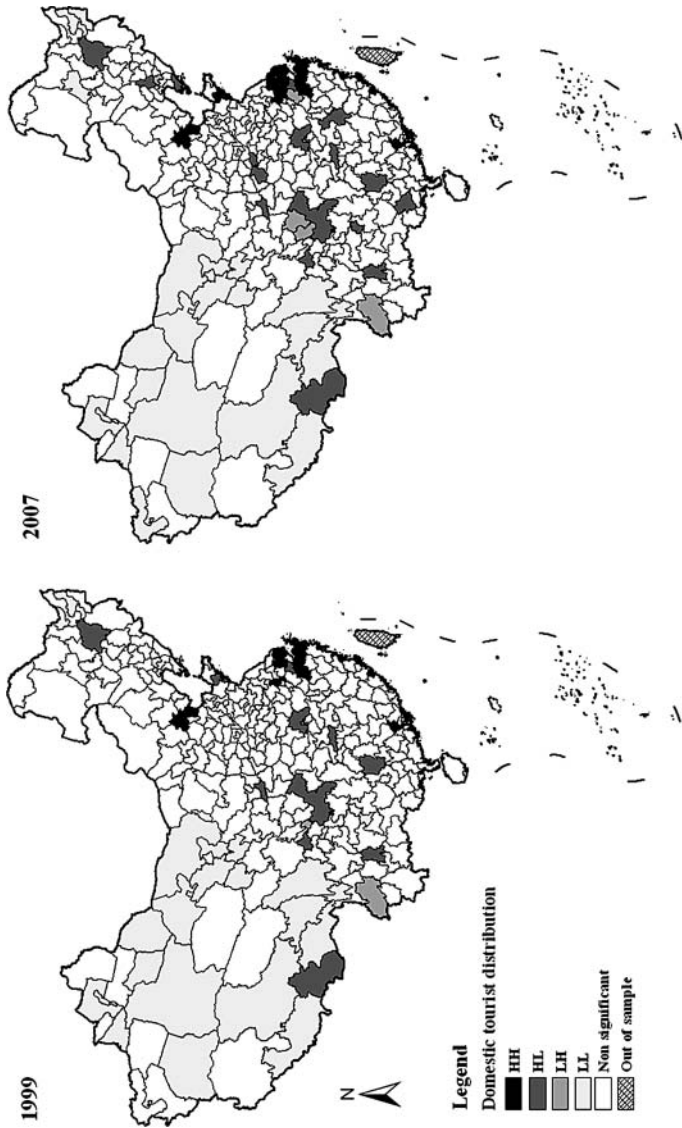 1999
2007
N
Legend
Domestic tourist distribution
HH
HL
LH
LL
Non significant
Out of sample